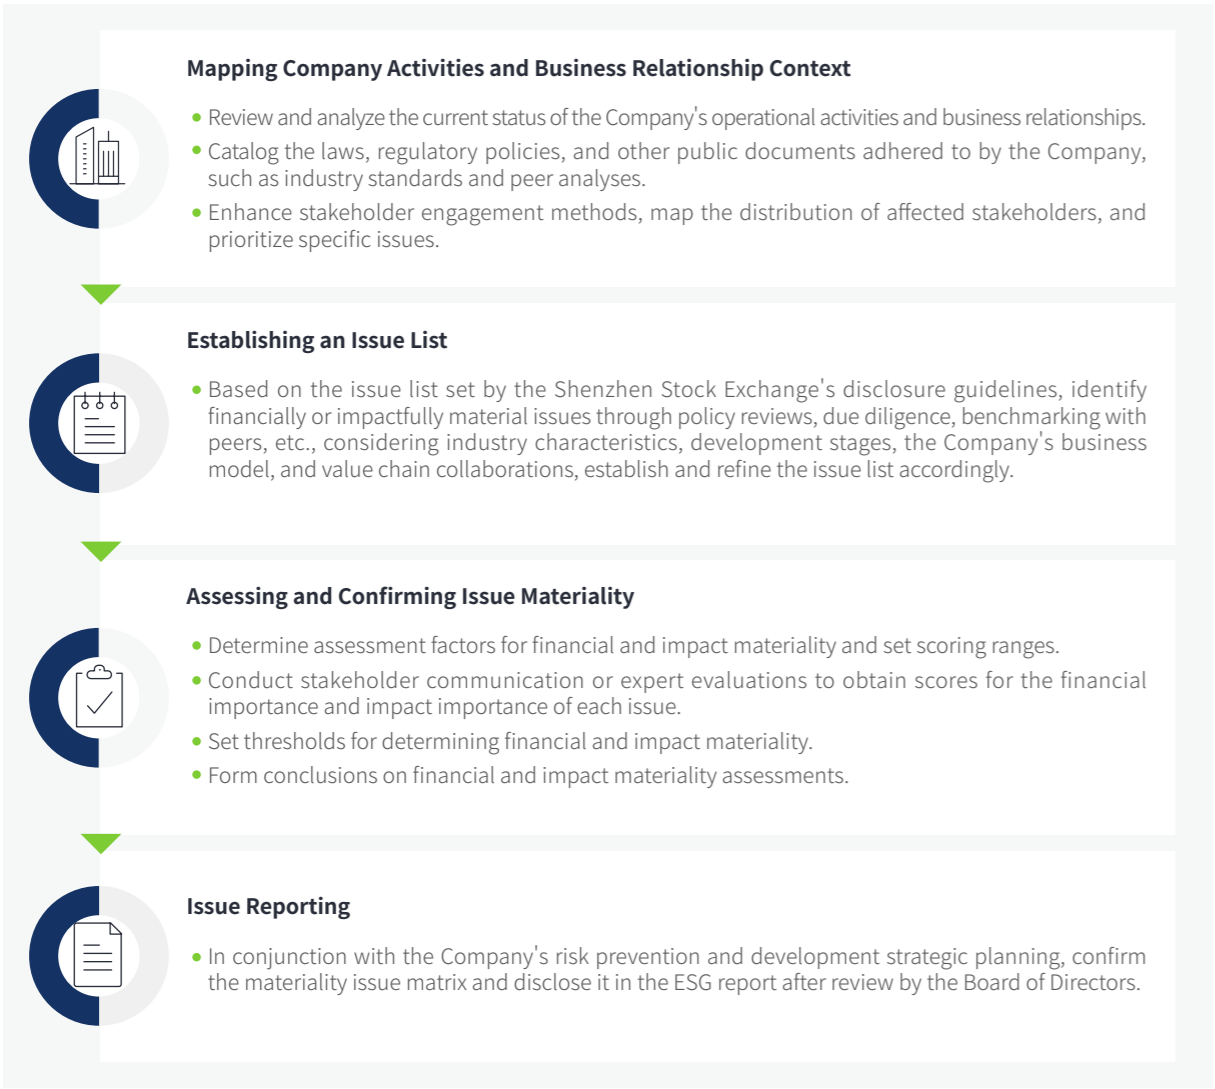 Mapping Company Activities and Business Relationship Context
• Review and analyze the current status of the Company's operational activities and business relationships.
• Catalog the laws, regulatory policies, and other public documents adhered to by the Company,
such as industry standards and peer analyses.
• Enhance stakeholder engagement methods, map the distribution of affected stakeholders, and
prioritize specific issues.
Establishing an Issue List
• Based on the issue list set by the Shenzhen Stock Exchange's disclosure guidelines, identify
financially or impactfully material issues through policy reviews, due diligence, benchmarking with
peers, etc., considering industry characteristics, development stages, the Company's business
model, and value chain collaborations, establish and refine the issue list accordingly.
Assessing and Confirming Issue Materiality
• Determine assessment factors for financial and impact materiality and set scoring ranges.
• Conduct stakeholder communication or expert evaluations to obtain scores for the financial
importance and impact importance of each issue.
• Set thresholds for determining financial and impact materiality.
• Form conclusions on financial and impact materiality assessments.
Issue Reporting
• In conjunction with the Company's risk prevention and development strategic planning, confirm
the materiality issue matrix and disclose it in the ESG report after review by the Board of Directors.